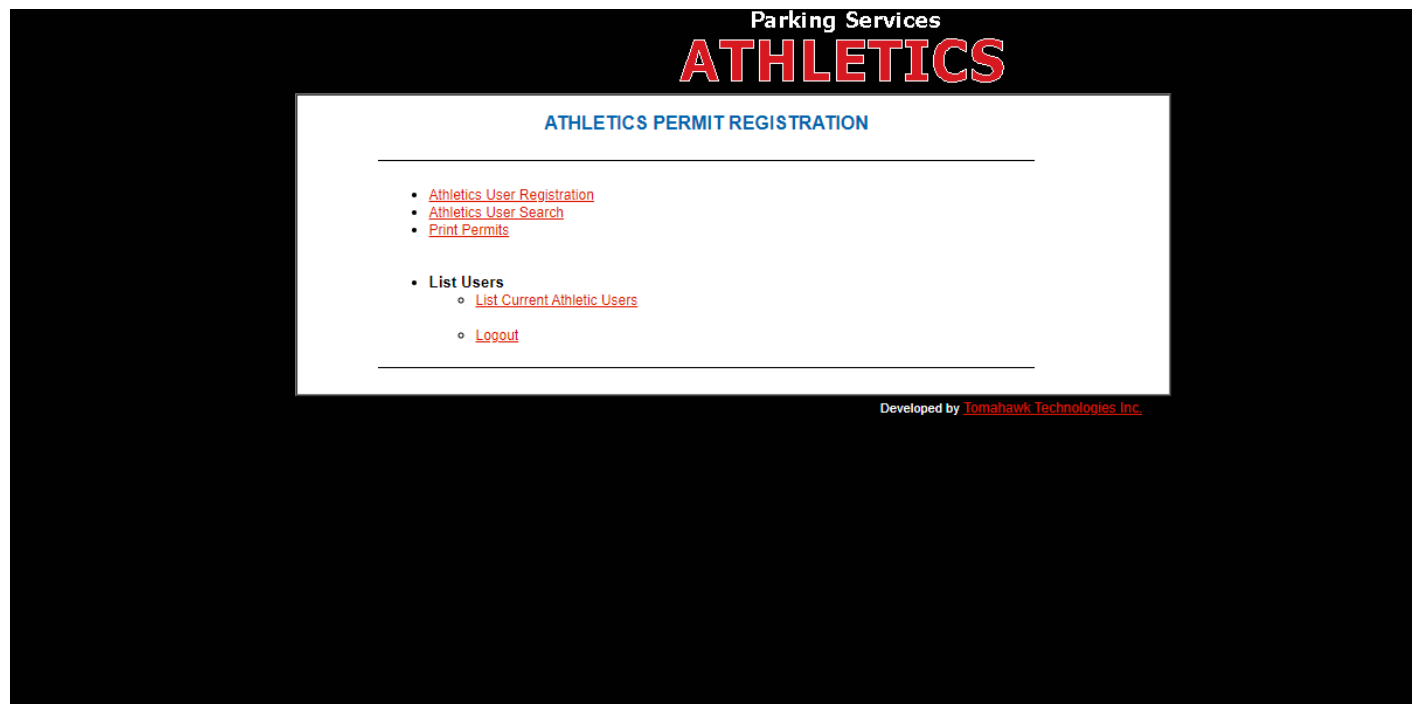 Parking Services
ATHLETICS
ATHLETICS PERMIT REGISTRATION
Athletics User Registration
Athletics User Search
Print Permits
List Users
List Current Athletic Users
Logout
Developed by Tomahawk Technologies Inc.